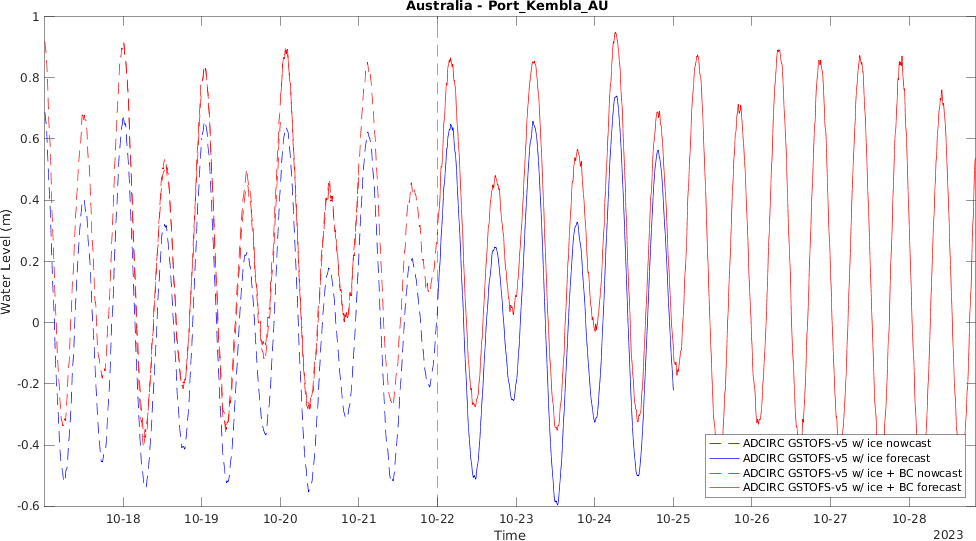 Australia - Port_Kembla_AU
1
0.8
0.6
0.4
0.2
0
-0.2
-0.4
-0.6
Water Level (m)
ADCIRC GSTOFS-v5 w/ ice nowcast
ADCIRC GSTOFS-v5 w/ ice forecast
ADCIRC GSTOFS-v5 w/ ice + BC nowcast
ADCIRC GSTOFS-v5 w/ ice + BC forecast
10-18 10-19 10-20 10-21 10-22 10-23 10-24 10-25 10-26 10-27 10-28
Time
2023